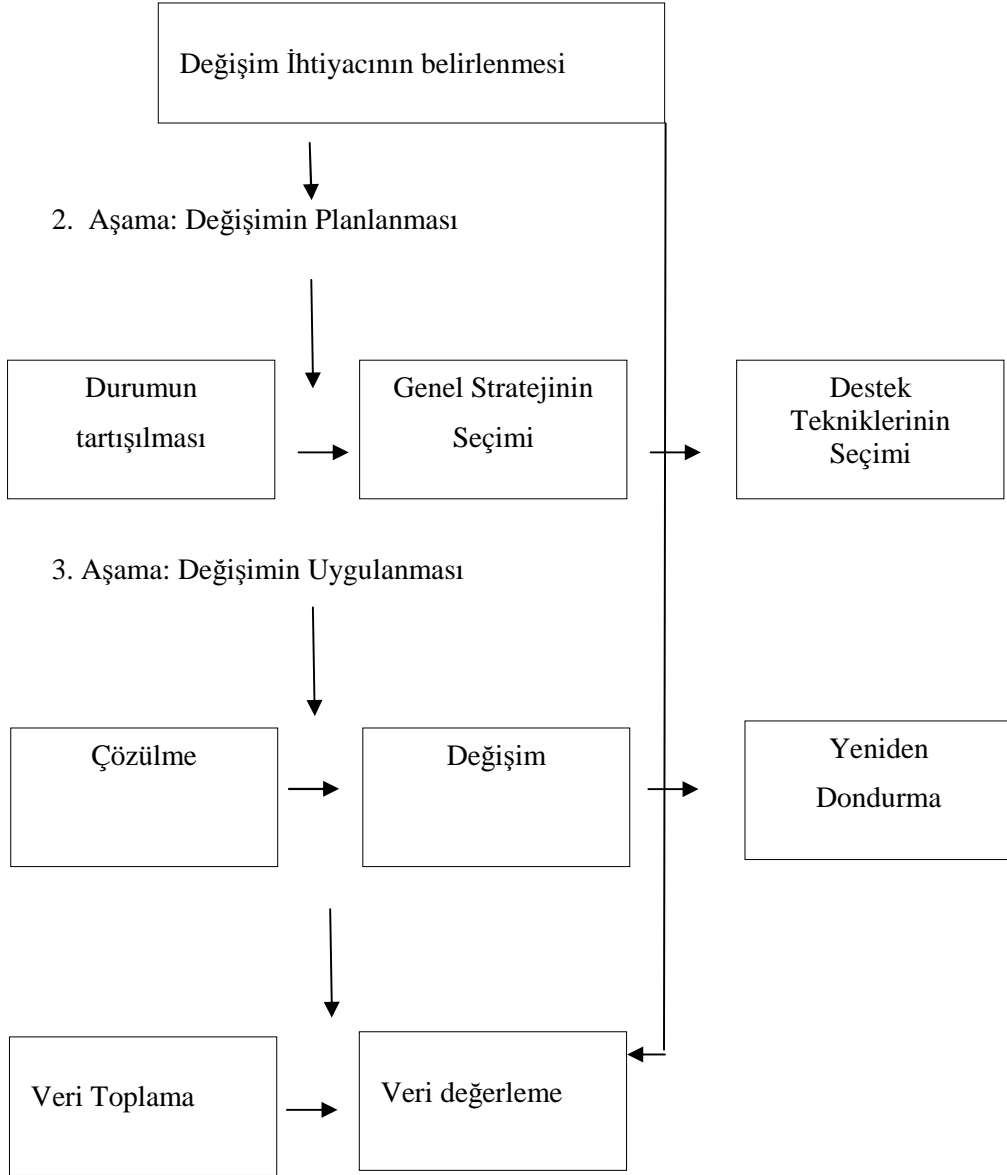 Değişim İhtiyacının belirlenmesi
2. Aşama: Değişimin Planlanması
Durumun
tartışılması
Genel Stratejinin
Seçimi
Destek
Tekniklerinin
Seçimi
3. Aşama: Değişimin Uygulanması
Çözülme
Değişim
Yeniden
Dondurma
Veri Toplama
Veri değerleme